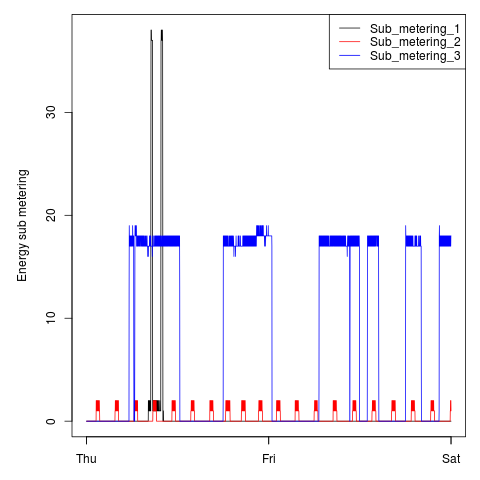 Sub_metering_1
Sub_metering_2
Sub_metering_3
Energy sub metering
30
20
10
0
Thu Fri Sat